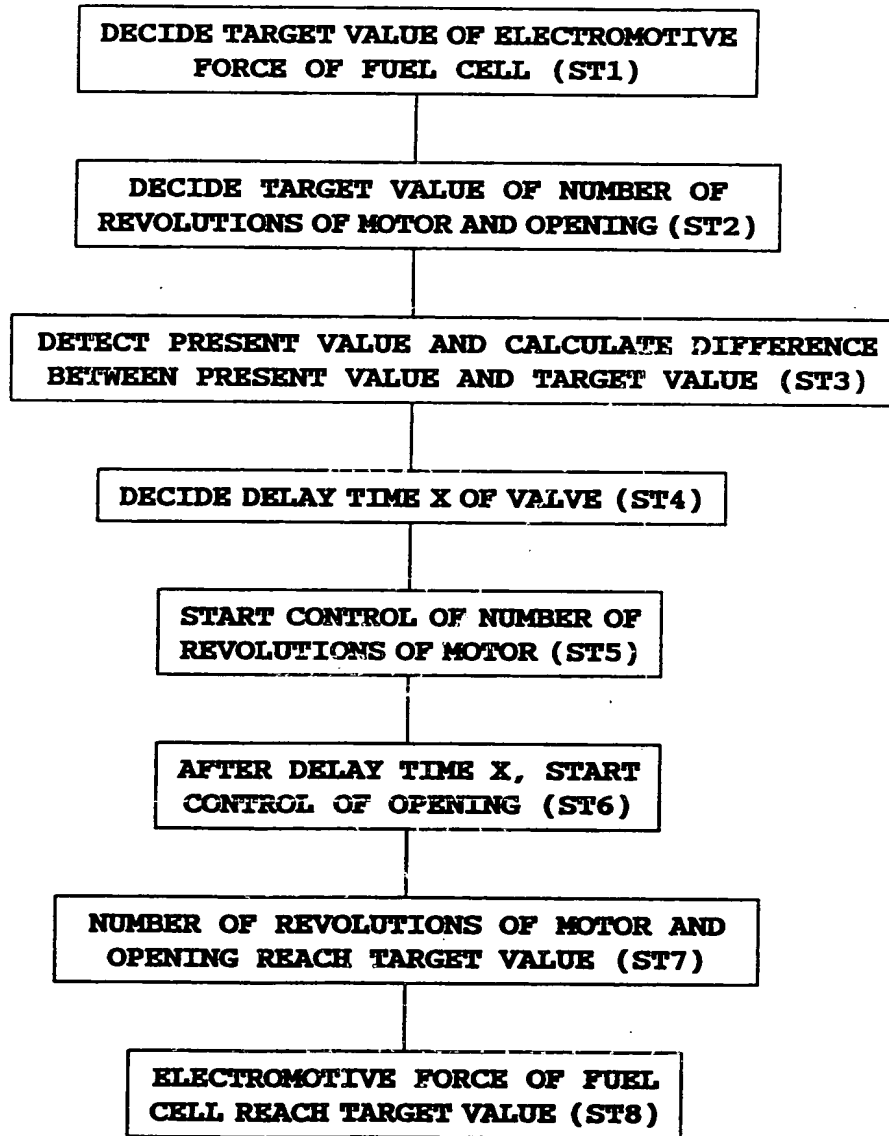 DECIDE TARGET VALUE OF ELECTROMOTIVE
FORCE OF FUEL CELL (ST1)
DECIDE TARGET VALUE OF NUMBER OF
REVOLUTIONS OF MOTOR AND OPENING (ST2)
DETECT PRESENT VALUE AND CALCULATE DIFFERENCE
BETWEEN PRESENT VALUE AND TARGET VALUE (ST3)
DECIDE DELAY TIME X OF VALVE (ST4)
START CONTROL OF NUMBER OF
REVOLUTIONS OF MOTOR (ST5)
AFTER DELAY TIME X, START
CONTROL OF OPENING (ST6)
NUMBER OF REVOLUTIONS OF MOTOR AND
OPENING REACH TARGET VALUE (ST7)
ELECTROMOTIVE FORCE OF FUEL
CELL REACH TARGET VALUE (ST8)